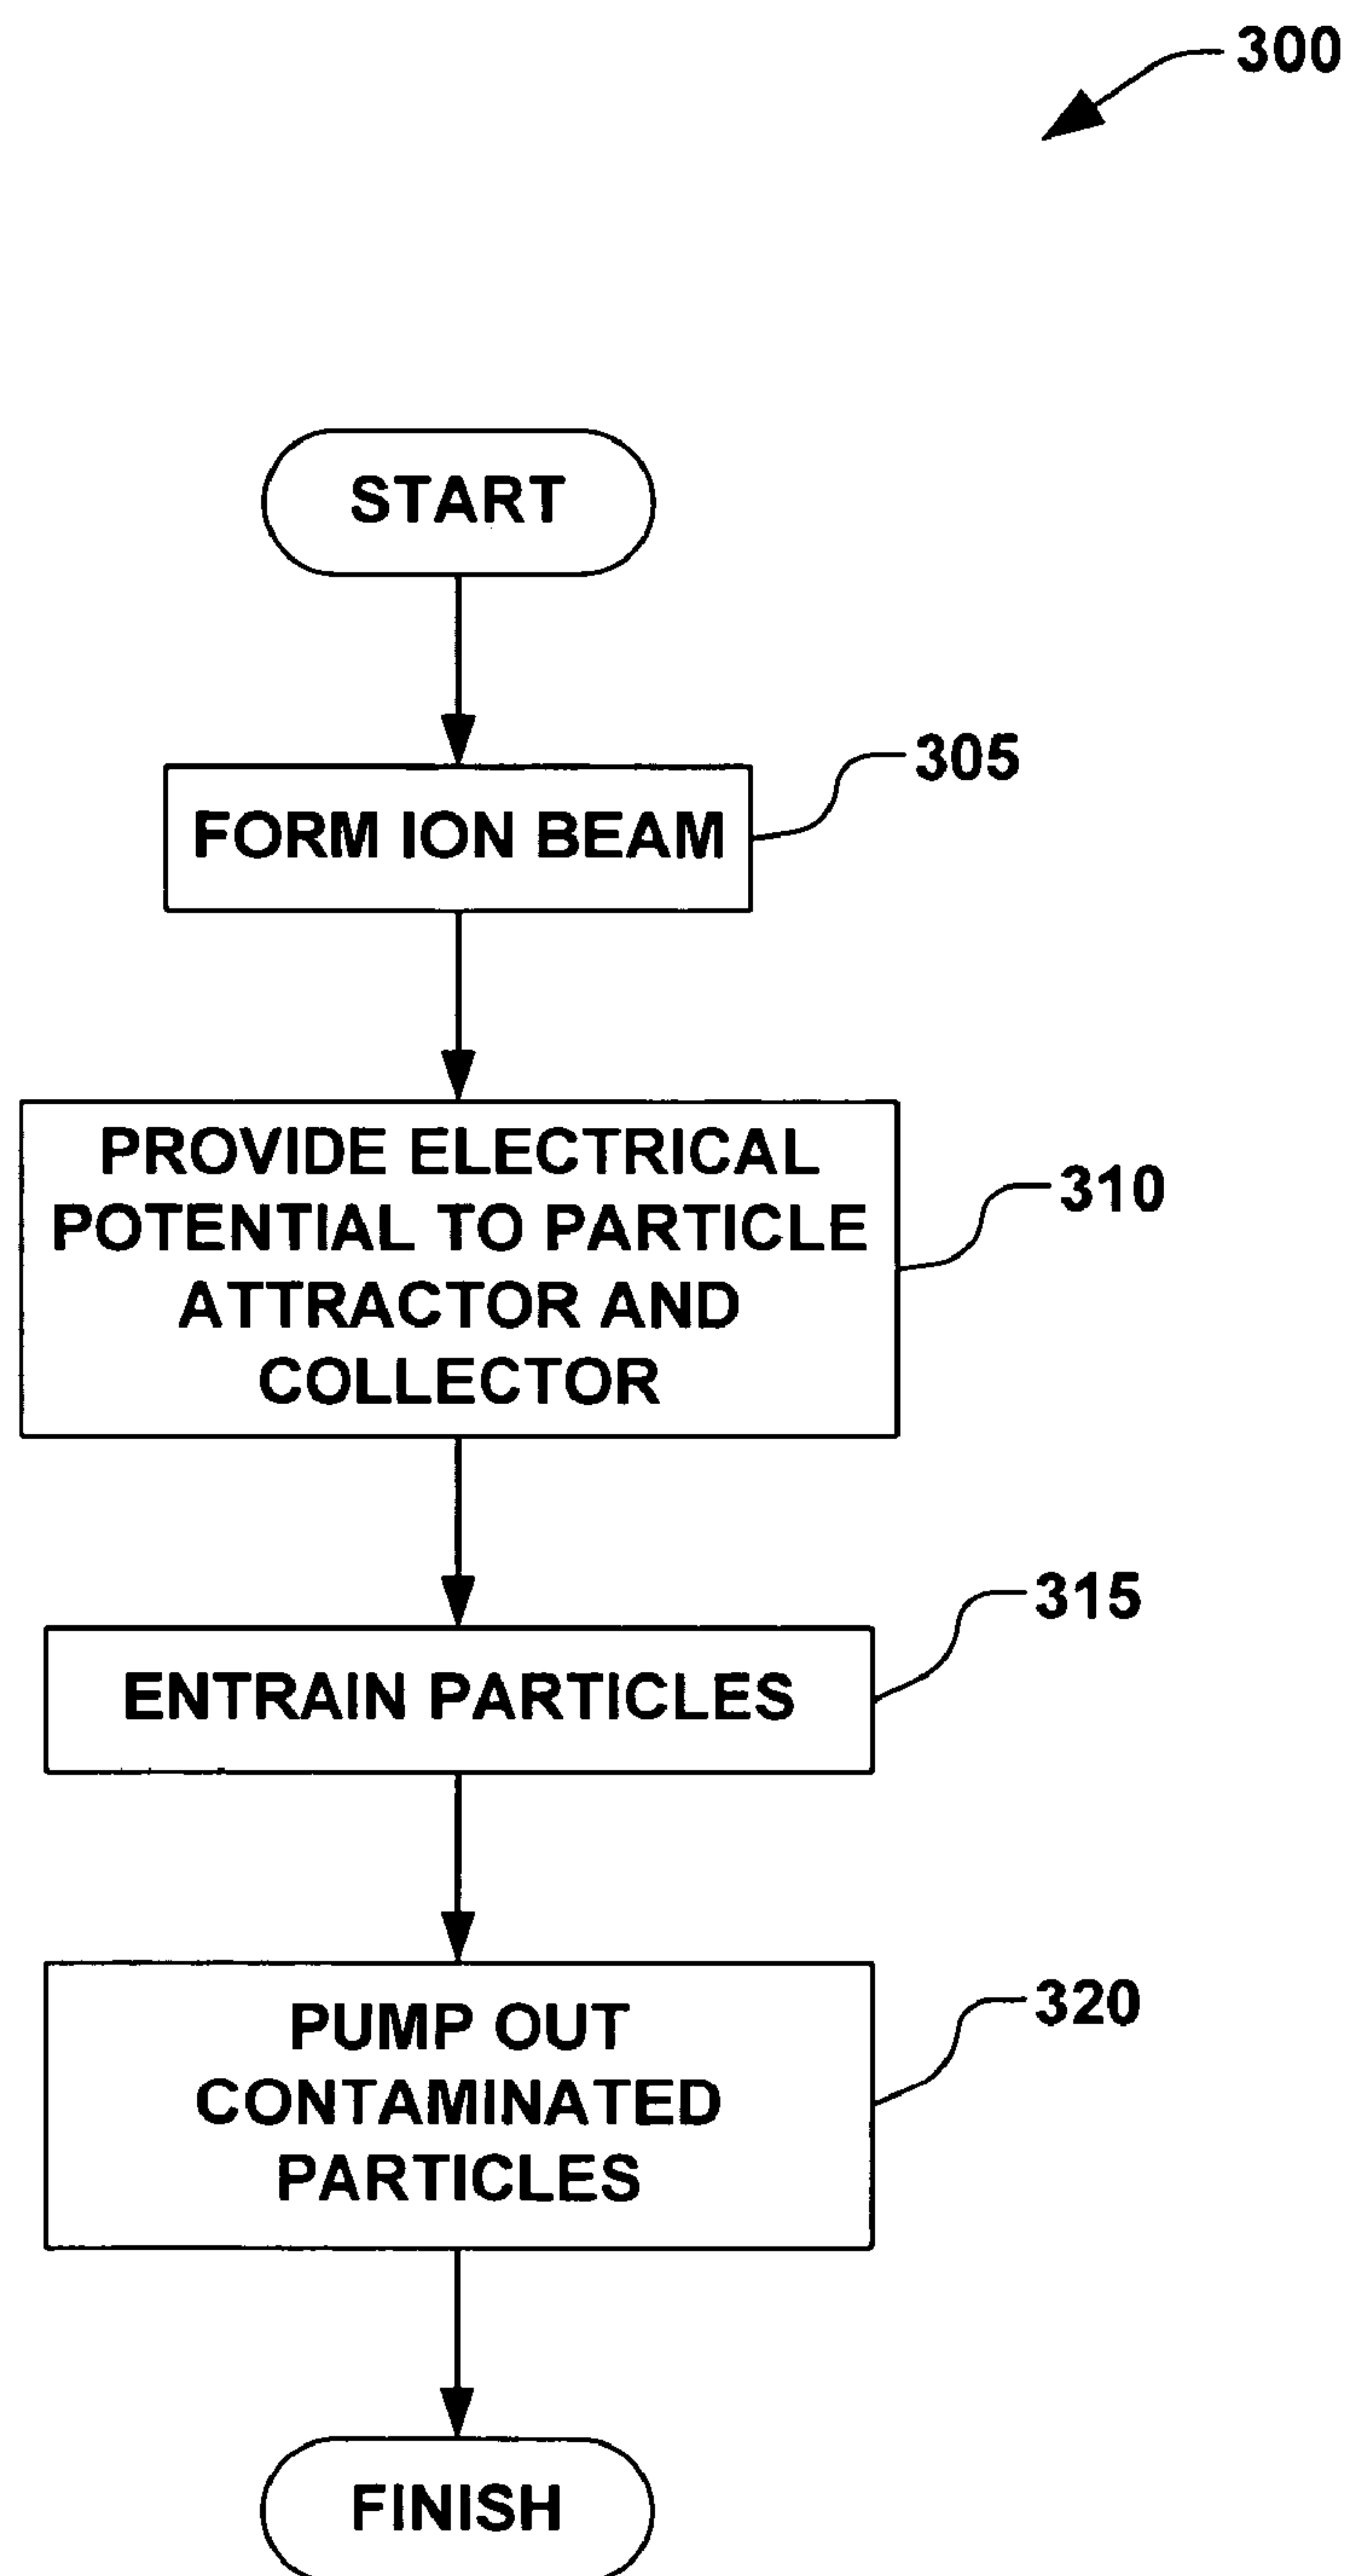 300
START
FORM ION BEAM
305
PROVIDE ELECTRICAL
POTENTIAL TO PARTICLE
ATTRACTOR AND
COLLECTOR
310
ENTRAIN PARTICLES
315
PUMP OUT
CONTAMINATED
PARTICLES
320
FINISH